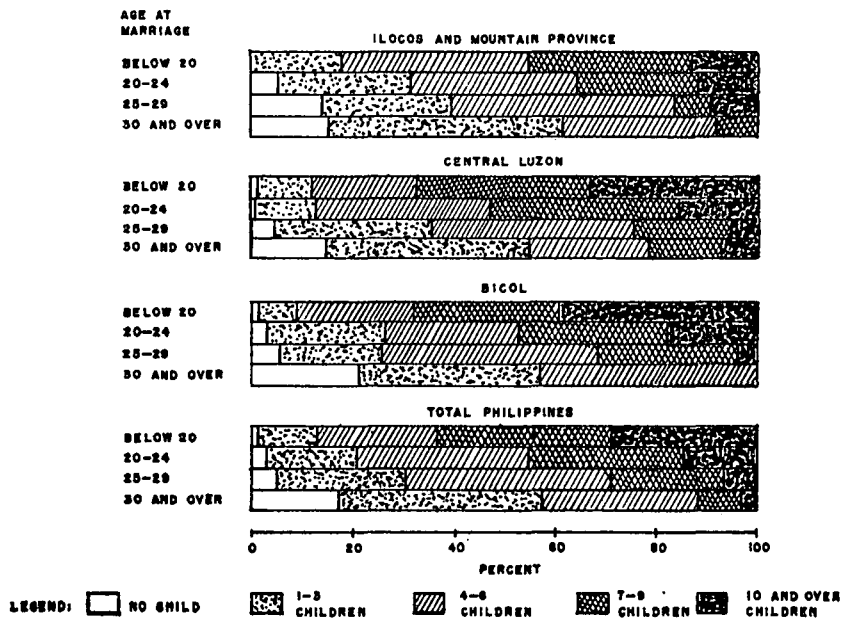 AGE AT
MARRIAGE
ILOCOS AND MOUNTAIN PROVINCE
BELOW 20
20-24
25-29
30 AND OVER
CENTRAL LUZON
BELOW 20
20-24
25-29
30 AND OVER
BICOL
BELOW 20
20-24
25-29
30 AND OVER
TOTAL PHILIPPINES
BELOW 20
20-24
25-29
30 AND OVER
0 20 40 60 80 100
PERCENT
LEGEND: NO CHILD 1-3 CHILDREN 4-6 CHILDREN 7-9 CHILDREN 10 AND OVER CHILDREN